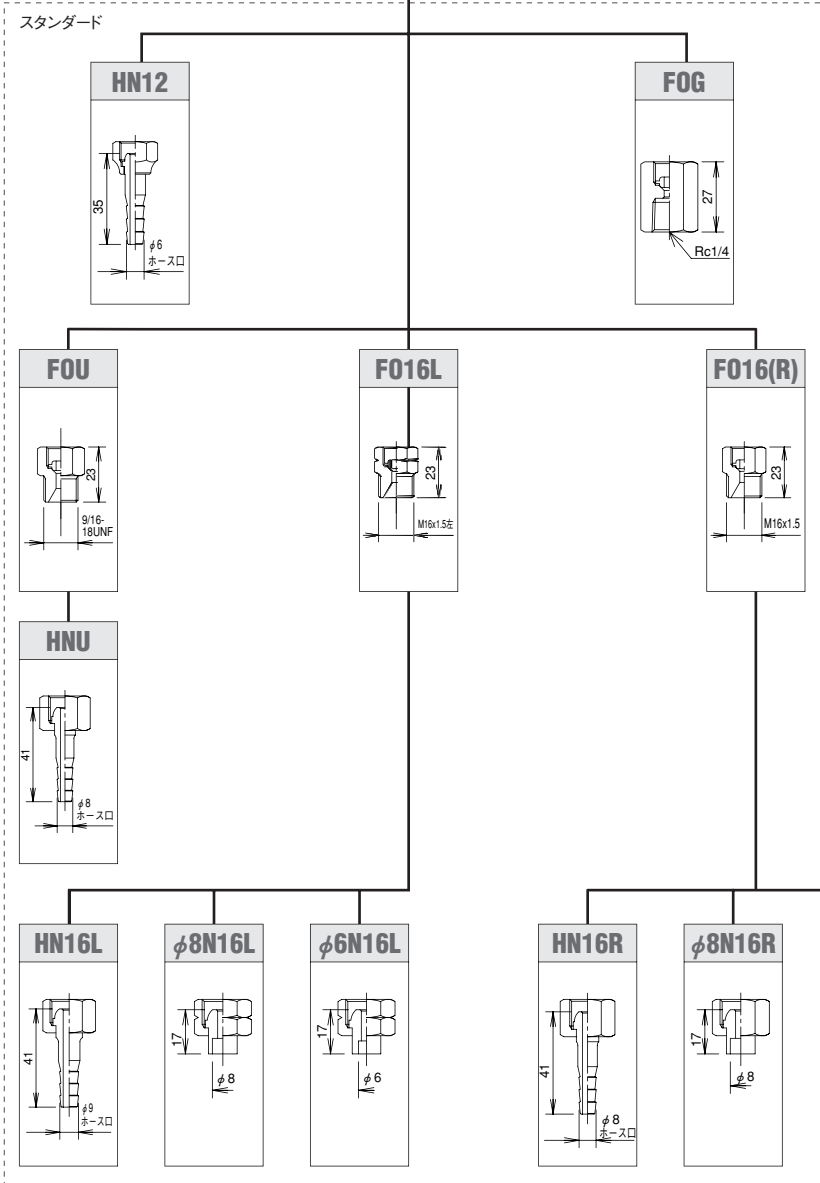 スタンダード
HN12
35
φ6
ホース口
FOG
27
Rc1/4
FOU
23
9/16-
18UNF
FO16L
23
M16x1.5左
FO16(R)
23
M16x1.5
HNU
41
φ8
ホース口
HN16L
41
φ9
ホース口
φ8N16L
17
φ8
φ6N16L
17
φ6
HN16R
41
φ8
ホース口
φ8N16R
17
φ8